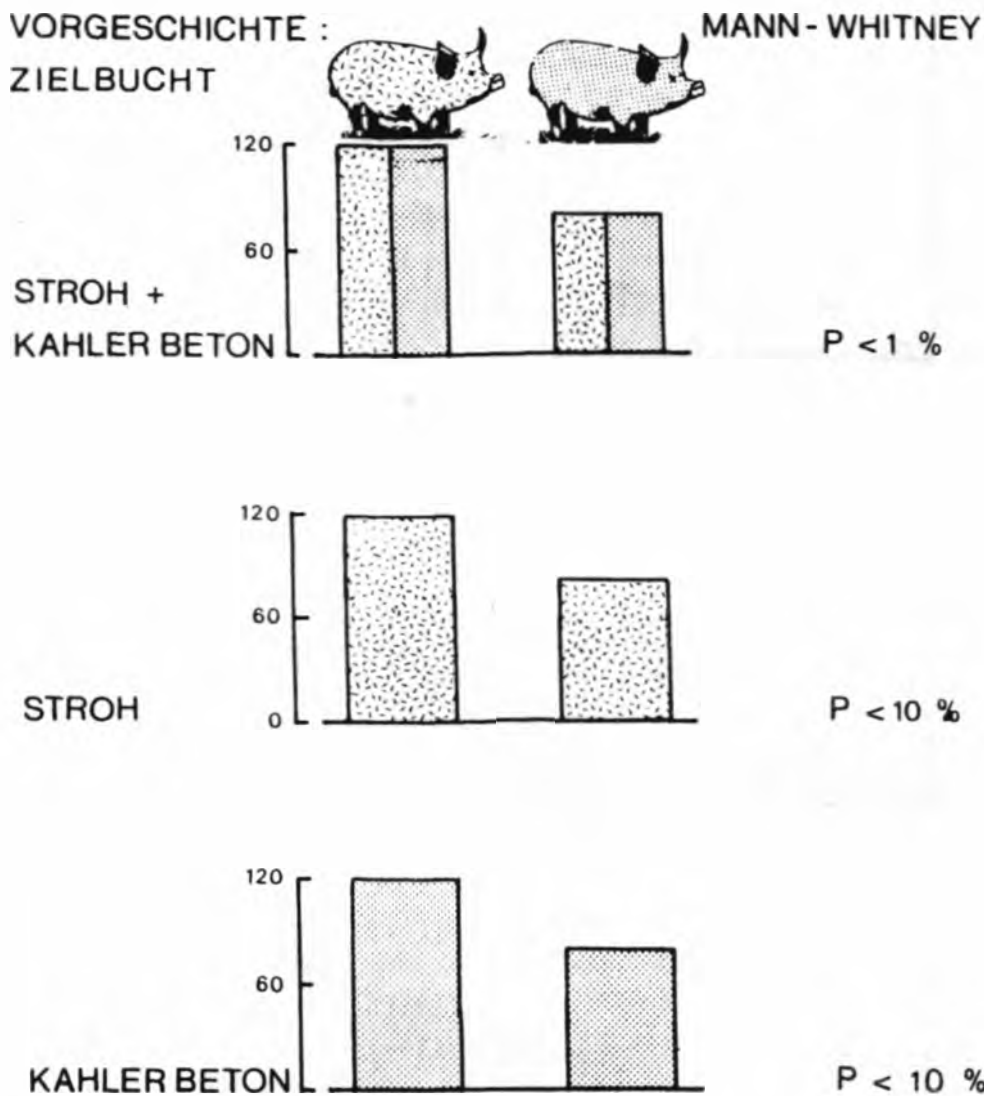 VORGESCHICHTE : MANN - WHITNEY
ZIELBUCHT
120
60
STROH +
KAHLER BETON P < 1 %
120
60
STROH 0 P < 10 %
120
60
KAHLER BETON P < 10 %